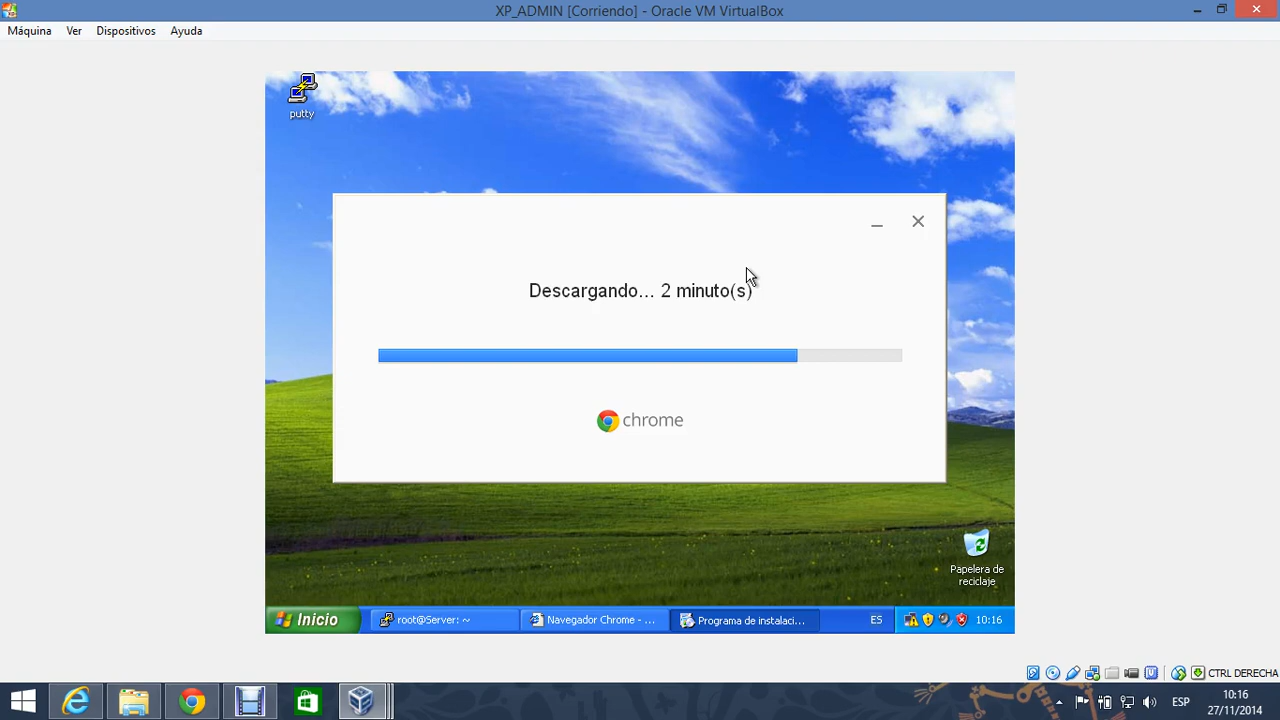 XP_ADMIN [Corriendo] - Oracle VM VirtualBox
Máquina Ver Dispositivos Ayuda
putty
Descargando... 2 minuto(s)
chrome
Papelera de
reciclaje
Inicio
root@Server: ~
Navegador Chrome - ...
Programa de instalaci...
ES
10:16
CTRL DERECHA
ESP
10:16
27/11/2014